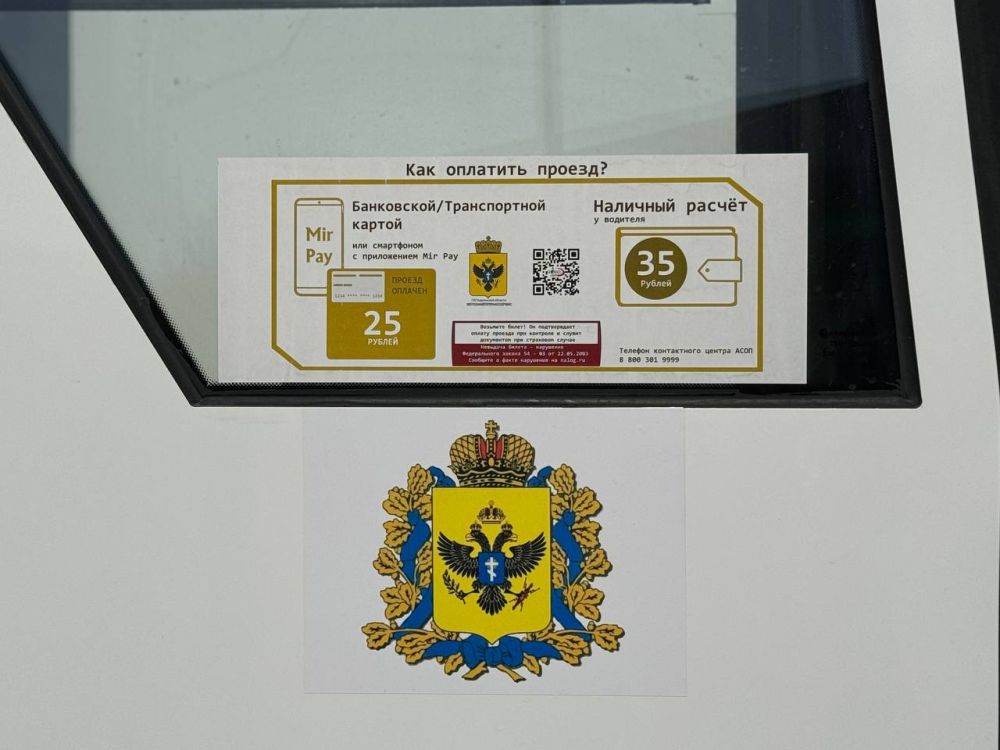 Как оплатить проезд?
Банковской/Транспортной
картой
или смартфоном
с приложением Mir Pay
Mir
Pay
ПРОЕЗД
ОПЛАЧЕН
1234 **** **** 1234
25
РУБЛЕЙ
Возьмите билет! Он подтверждает
оплату проезда при контроле и служит
документом при страховом случае
Невыдача билета - нарушение
Федерального закона 54 - ФЗ от 22.05.2003
Сообщите о факте нарушения на nalog.ru
Наличный расчёт
у водителя
35
Рублей
Телефон контактного центра АСОП
8 800 301 9999